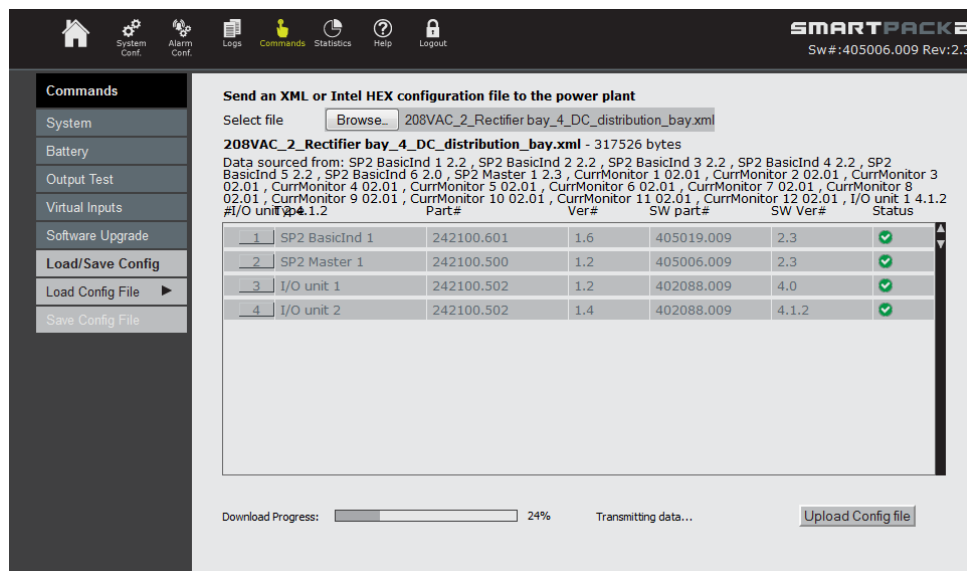 System Conf.
Alarm Conf.
Logs
Commands
Statistics
Help
Logout
SMARTPACK2
Sw#:405006.009 Rev:2.3
Commands
System
Battery
Output Test
Virtual Inputs
Software Upgrade
Load/Save Config
Load Config File
Save Config File
Send an XML or Intel HEX configuration file to the power plant
Select file Browse... 208VAC_2_Rectifier bay_4_DC_distribution_bay.xml
208VAC_2_Rectifier bay_4_DC_distribution_bay.xml - 317526 bytes
Data sourced from: SP2 BasicInd 1 2.2 , SP2 BasicInd 2 2.2 , SP2 BasicInd 3 2.2 , SP2 BasicInd 4 2.2 , SP2
BasicInd 5 2.2 , SP2 BasicInd 6 2.0 , SP2 Master 1 2.3 , CurrMonitor 1 02.01 , CurrMonitor 2 02.01 , CurrMonitor 3
02.01 , CurrMonitor 4 02.01 , CurrMonitor 5 02.01 , CurrMonitor 6 02.01 , CurrMonitor 7 02.01 , CurrMonitor 8
02.01 , CurrMonitor 9 02.01 , CurrMonitor 10 02.01 , CurrMonitor 11 02.01 , CurrMonitor 12 02.01 , I/O unit 1 4.1.2
, I/O unit 2 4.1.2
# Type Part# Ver# SW part# SW Ver# Status
1 SP2 BasicInd 1 242100.601 1.6 405019.009 2.3
2 SP2 Master 1 242100.500 1.2 405006.009 2.3
3 I/O unit 1 242100.502 1.2 402088.009 4.0
4 I/O unit 2 242100.502 1.4 402088.009 4.1.2
Download Progress: 24% Transmitting data... Upload Config file